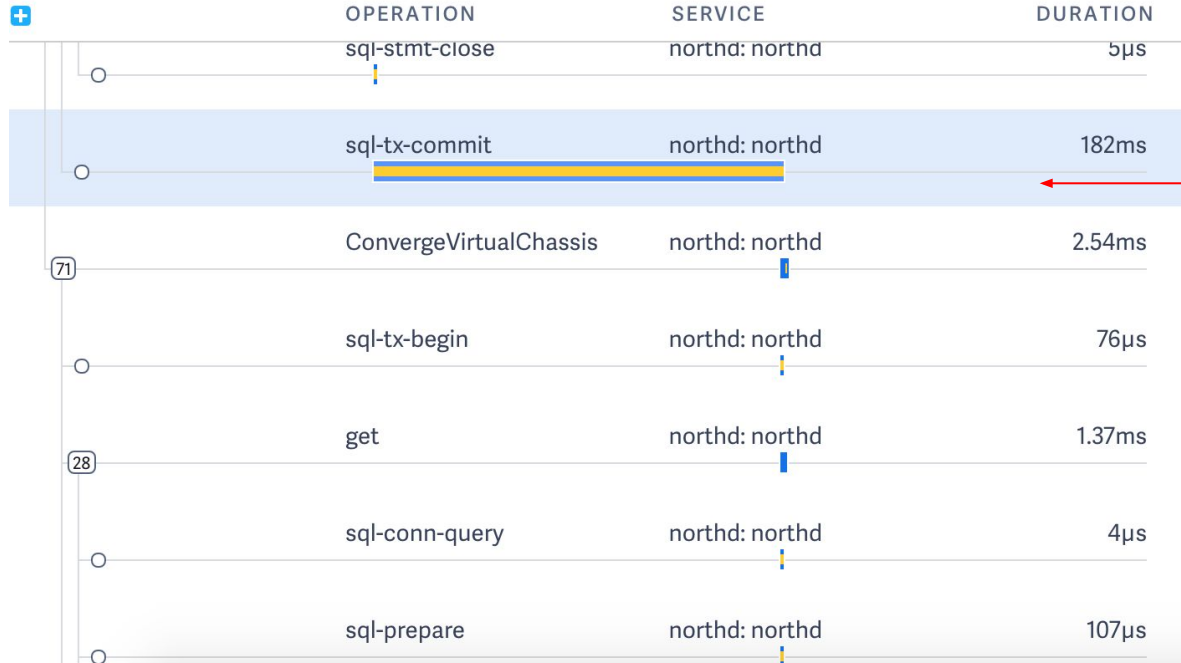 OPERATION SERVICE DURATION
sql-stmt-close northd: northd 5µs
sql-tx-commit northd: northd 182ms
ConvergeVirtualChassis northd: northd 2.54ms
71
sql-tx-begin northd: northd 76µs
get northd: northd 1.37ms
28
sql-conn-query northd: northd 4µs
sql-prepare northd: northd 107µs